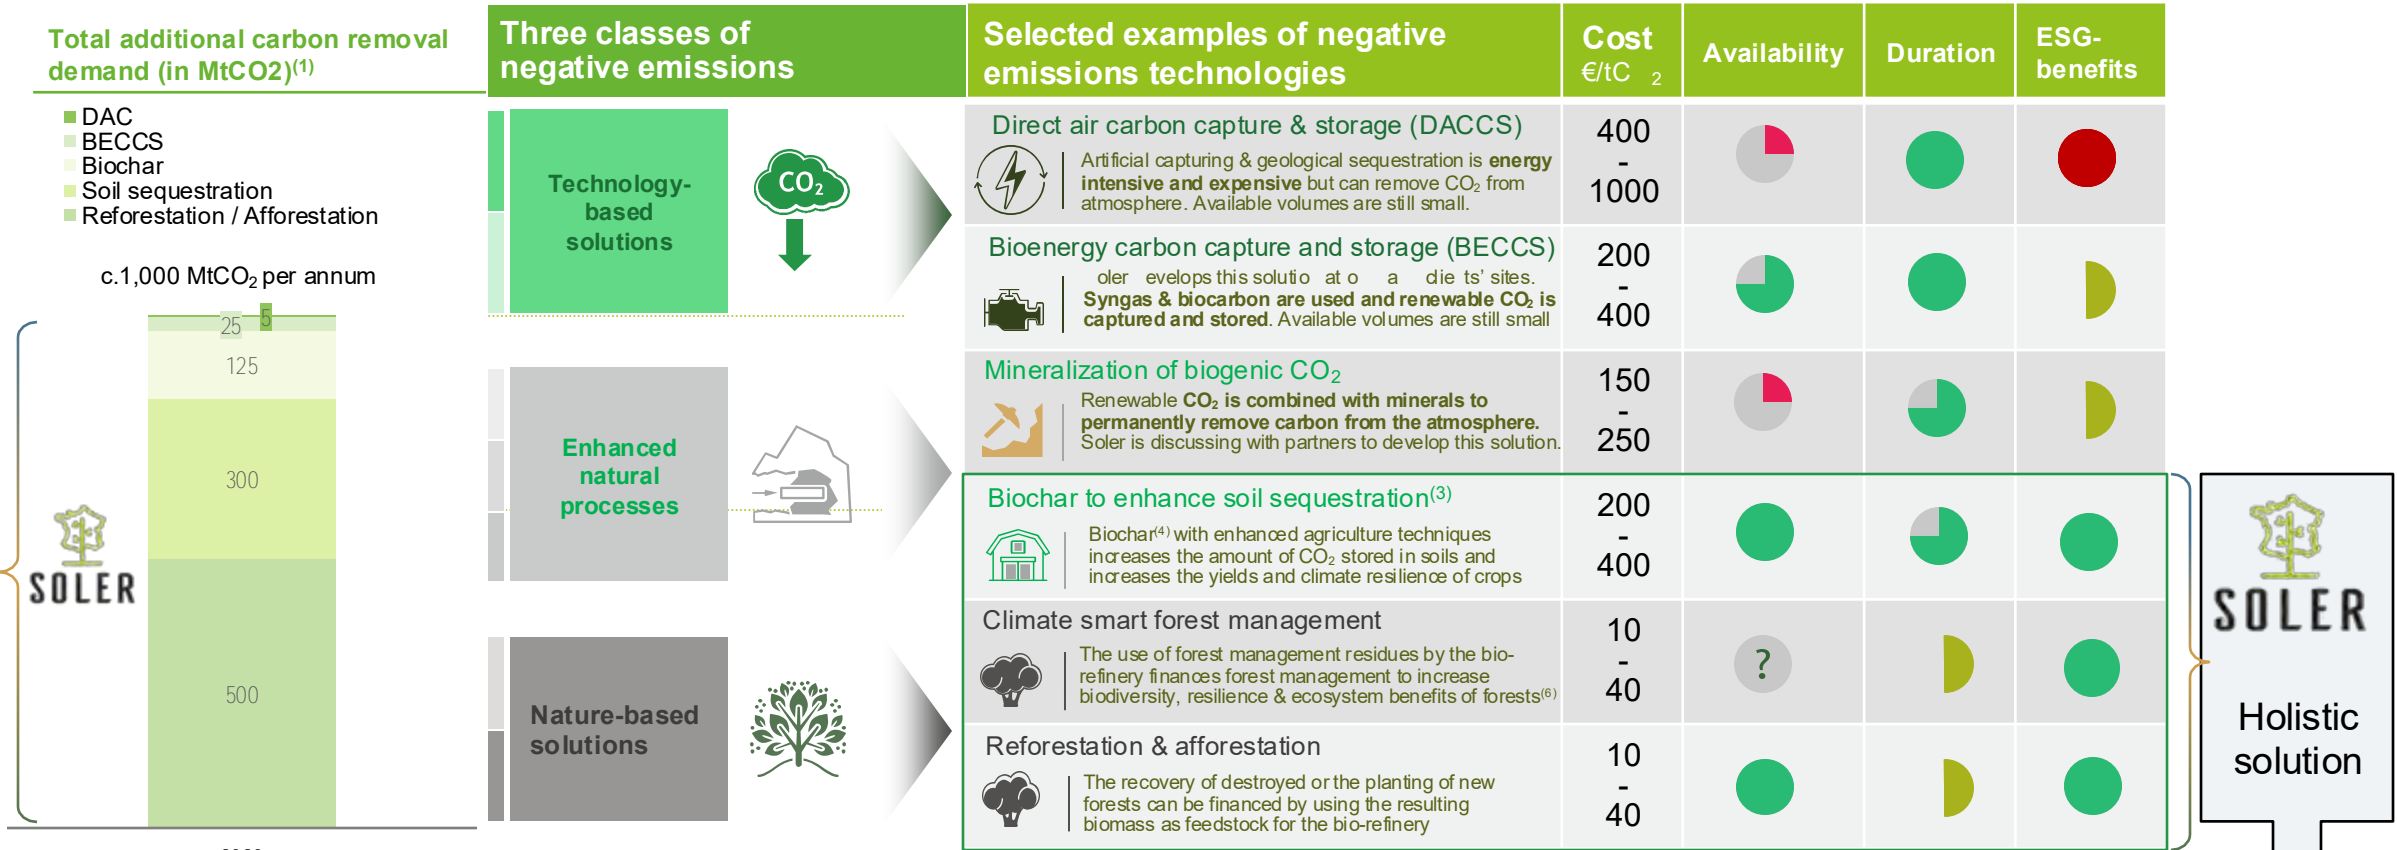 Total additional carbon removal
demand (in MtCO2)(1)
DAC
BECCS
Biochar
Soil sequestration
Reforestation / Afforestation
c.1,000 MtCO2 per annum
5
25
125
300
500
SOLER
Three classes of
negative emissions
Technology-
based
solutions
CO2
Enhanced
natural
processes
Nature-based
solutions
Selected examples of negative
emissions technologies
Cost
€/tC 2
Availability
Duration
ESG-
benefits
Direct air carbon capture & storage (DACCS)
Artificial capturing & geological sequestration is energy
intensive and expensive but can remove CO2 from
atmosphere. Available volumes are still small.
400
-
1000
Bioenergy carbon capture and storage (BECCS)
oler evelops this solutio at o a clie ts’ sites.
Syngas & biocarbon are used and renewable CO2 is
captured and stored. Available volumes are still small
200
-
400
Mineralization of biogenic CO2
Renewable CO2 is combined with minerals to
permanently remove carbon from the atmosphere.
Soler is discussing with partners to develop this solution.
150
-
250
Biochar to enhance soil sequestration(3)
Biochar(4) with enhanced agriculture techniques
increases the amount of CO2 stored in soils and
increases the yields and climate resilience of crops
200
-
400
Climate smart forest management
The use of forest management residues by the bio-
refinery finances forest management to increase
biodiversity, resilience & ecosystem benefits of forests(6)
10
-
40
?
Reforestation & afforestation
The recovery of destroyed or the planting of new
forests can be financed by using the resulting
biomass as feedstock for the bio-refinery
10
-
40
SOLER
Holistic
solution